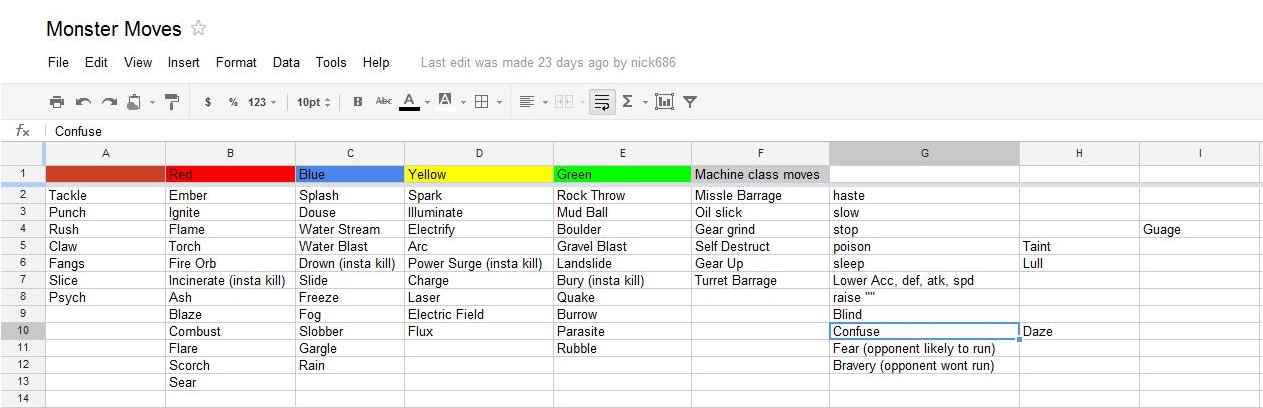 Monster Moves
File Edit View Insert Format Data Tools Help Last edit was made 23 days ago by nick686
$ % 123 10pt B Abc A A Σ
fx Confuse
A B C D E F G H I
1 Red Blue Yellow Green Machine class moves
2 Tackle Ember Splash Spark Rock Throw Missle Barrage haste
3 Punch Ignite Douse Illuminate Mud Ball Oil slick slow
4 Rush Flame Water Stream Electrify Boulder Gear grind stop Guage
5 Claw Torch Water Blast Arc Gravel Blast Self Destruct poison Taint
6 Fangs Fire Orb Drown (insta kill) Power Surge (insta kill) Landslide Gear Up sleep Lull
7 Slice Incinerate (insta kill) Slide Charge Bury (insta kill) Turret Barrage Lower Acc, def, atk, spd
8 Psych Ash Freeze Laser Quake raise ""
9 Blaze Fog Electric Field Burrow Blind
10 Combust Slobber Flux Parasite Confuse Daze
11 Flare Gargle Rubble Fear (opponent likely to run)
12 Scorch Rain Bravery (opponent wont run)
13 Sear
14